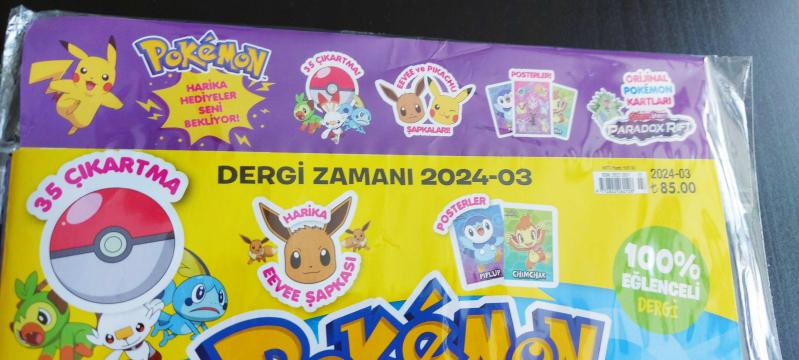 POKéMON
HARİKA
HEDİYELER
SENİ
BEKLİYOR!
35 ÇIKARTMA!
EEVEE ve PIKACHU
ŞAPKALARI!
POSTERLER!
ORİJİNAL
POKéMON
KARTLARI
PARADOX RIFT
35 ÇIKARTMA
DERGİ ZAMANI 2024-03
2024-03
₺ 85.00
HARİKA
EEVEE ŞAPKASI
POSTERLER
PIPLUP
CHIMCHAR
100%
EĞLENCELİ
DERGİ
POKéMON